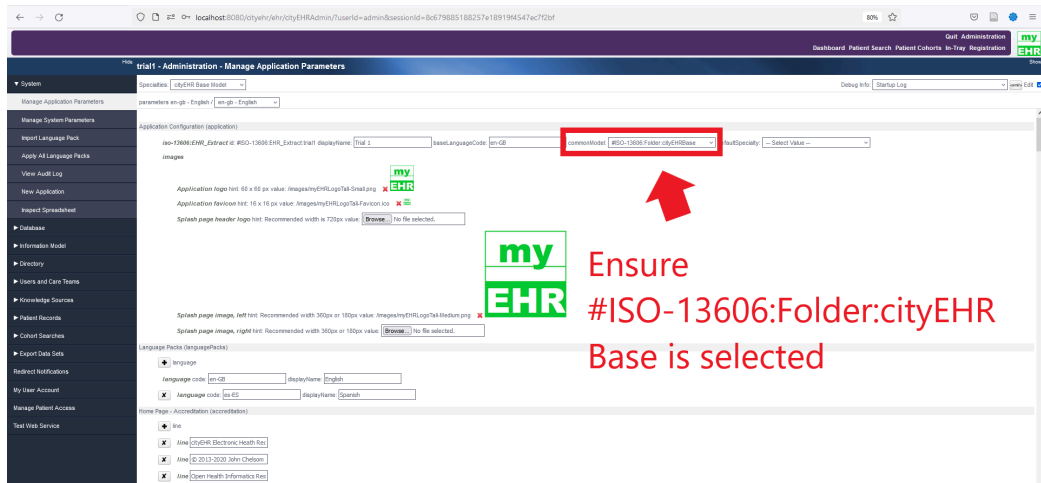 localhost:8080/cityehr/ehr/cityEHRAdmin/?userId=admin&sessionId=8c679885188257e18919f4547ec7f2bf
80%
Quit Administration
Dashboard Patient Search Patient Cohorts In-Tray Registration
my
EHR
Hide
trial1 - Administration - Manage Application Parameters
Show
▼ System
Specialties: cityEHR Base Model
Debug Info: Startup Log
Edit
Manage Application Parameters
parameters en-gb - English / en-gb - English
Manage System Parameters
Application Configuration (application)
Import Language Pack
iso-13606:EHR_Extract id: #ISO-13606:EHR_Extract:trial1 displayName: Trial 1 baseLanguageCode: en-GB commonModel: #ISO-13606:Folder:cityEHRBase defaultSpecialty: -- Select Value --
Apply All Language Packs
images
View Audit Log
my
EHR
New Application
Application logo hint: 60 x 60 px value: /images/myEHRLogoTall-Small.png
Inspect Spreadsheet
Application favicon hint: 16 x 16 px value: /images/myEHRLogoTall-Favicon.ico
Splash page header logo hint: Recommended width is 720px value: Browse... No file selected.
► Database
► Information Model
► Directory
► Users and Care Teams
► Knowledge Sources
► Patient Records
► Cohort Searches
► Export Data Sets
Redirect Notifications
My User Account
Manage Patient Access
Test Web Service
my
EHR
Splash page image, left hint: Recommended width 360px or 180px value: /images/myEHRLogoTall-Medium.png
Splash page image, right hint: Recommended width 360px or 180px value: Browse... No file selected.
Language Packs (languagePacks)
language
language code: en-GB displayName: English
language code: es-ES displayName: Spanish
Home Page - Accreditation (accreditation)
line
line cityEHR Electronic Heath Rec
line © 2013-2020 John Chelsom
line Open Health Informatics Res
Ensure
#ISO-13606:Folder:cityEHR
Base is selected